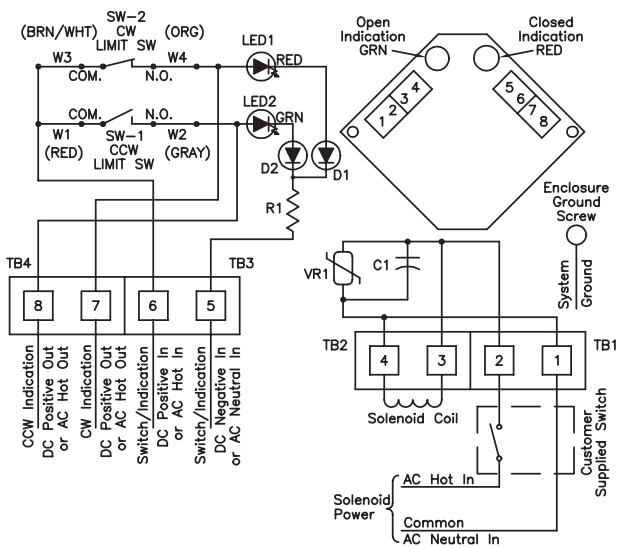 SW-2
(BRN/WHT) CW (ORG)
LIMIT SW
W3 W4
COM. N.O.
LED1
RED
COM. N.O.
LED2
GRN
W1 SW-1 W2
(RED) CCW (GRAY)
LIMIT SW
D2 D1
R1
TB4 TB3
8 7 6 5
CCW Indication
DC Positive Out
or AC Hot Out
CW Indication
DC Positive Out
or AC Hot Out
Switch/Indication
DC Positive In
or AC Hot In
Switch/Indication
DC Negative In
or AC Neutral In
Open
Indication
GRN
Closed
Indication
RED
1 2 3 4
5 6 7 8
Enclosure
Ground
Screw
System
Ground
VR1
C1
TB2 TB1
4 3 2 1
Solenoid Coil
Customer
Supplied Switch
Solenoid
Power
AC Hot In
Common
AC Neutral In